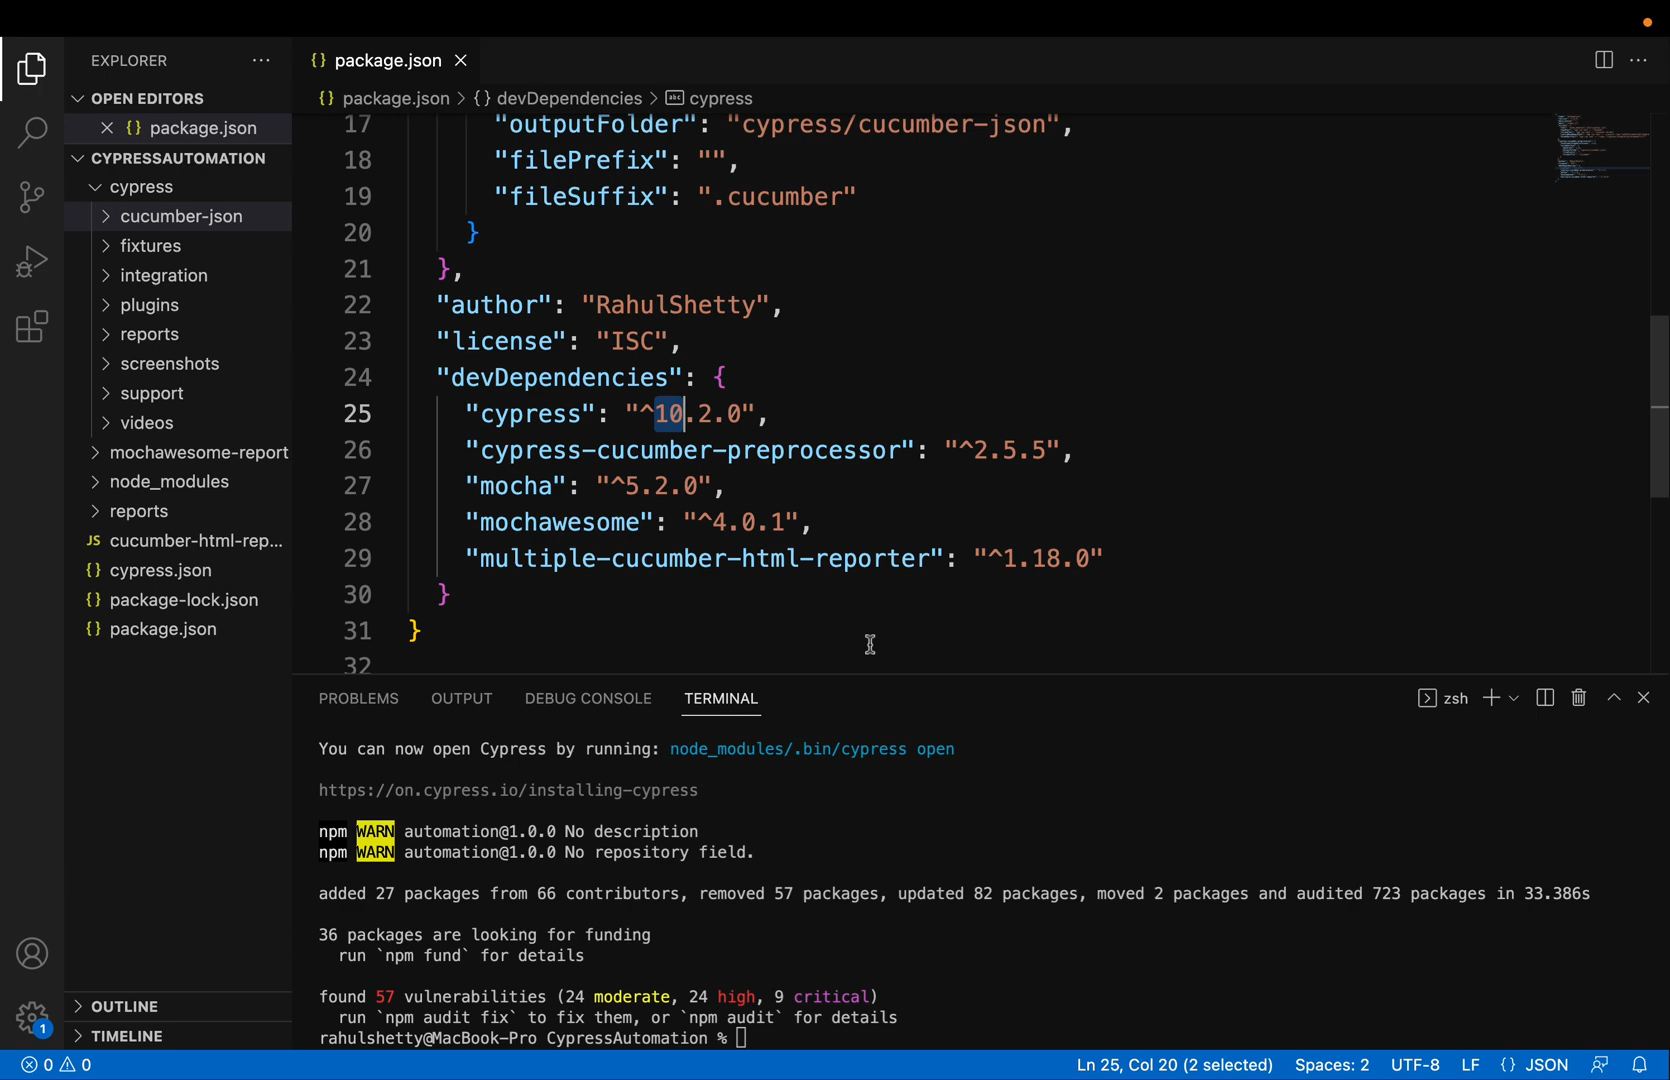 EXPLORER
OPEN EDITORS
{} package.json
CYPRESSAUTOMATION
cypress
cucumber-json
fixtures
integration
plugins
reports
screenshots
support
videos
mochawesome-report
node_modules
reports
JS cucumber-html-rep...
{} cypress.json
{} package-lock.json
{} package.json
OUTLINE
TIMELINE
1
{} package.json
{} package.json > {} devDependencies > abc cypress
17 "outputFolder": "cypress/cucumber-json",
18 "filePrefix": "",
19 "fileSuffix": ".cucumber"
20 }
21 },
22 "author": "RahulShetty",
23 "license": "ISC",
24 "devDependencies": {
25 "cypress": "^10.2.0",
26 "cypress-cucumber-preprocessor": "^2.5.5",
27 "mocha": "^5.2.0",
28 "mochawesome": "^4.0.1",
29 "multiple-cucumber-html-reporter": "^1.18.0"
30 }
31 }
32
PROBLEMS OUTPUT DEBUG CONSOLE TERMINAL zsh
You can now open Cypress by running: node_modules/.bin/cypress open
https://on.cypress.io/installing-cypress
npm WARN automation@1.0.0 No description
npm WARN automation@1.0.0 No repository field.
added 27 packages from 66 contributors, removed 57 packages, updated 82 packages, moved 2 packages and audited 723 packages in 33.386s
36 packages are looking for funding
run `npm fund` for details
found 57 vulnerabilities (24 moderate, 24 high, 9 critical)
run `npm audit fix` to fix them, or `npm audit` for details
rahulshetty@MacBook-Pro CypressAutomation %
0 0 Ln 25, Col 20 (2 selected) Spaces: 2 UTF-8 LF {} JSON